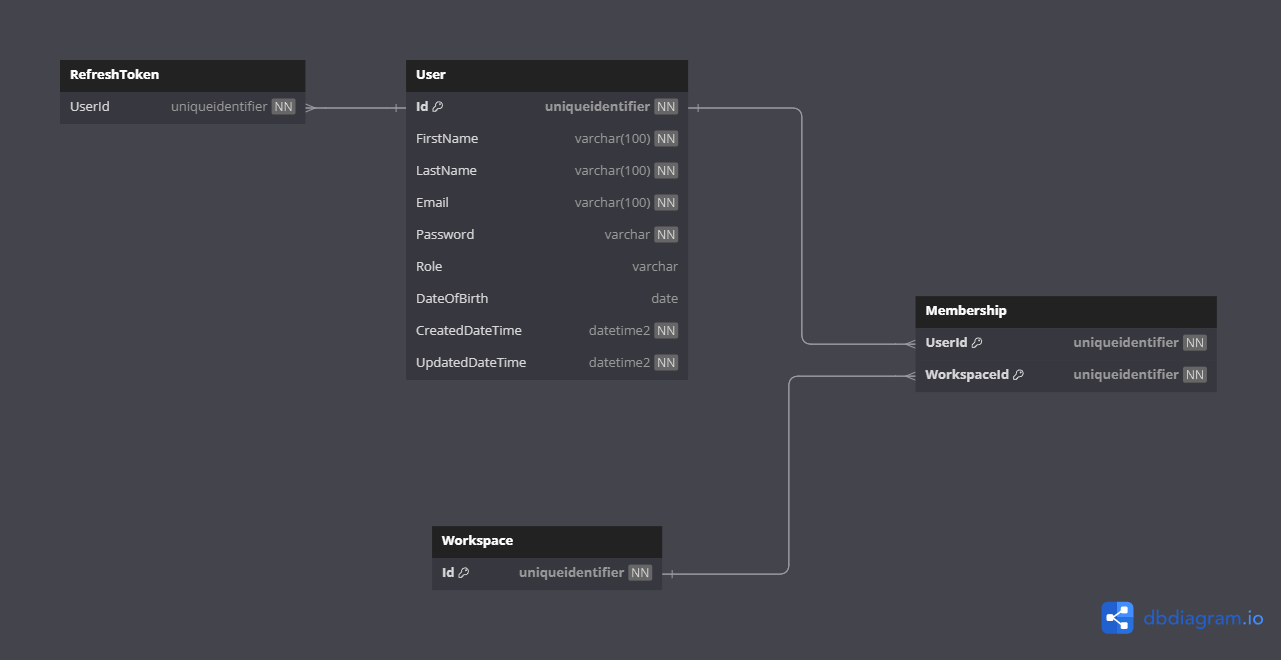 RefreshToken
UserId uniqueidentifier NN
User
Id uniqueidentifier NN
FirstName varchar(100) NN
LastName varchar(100) NN
Email varchar(100) NN
Password varchar NN
Role varchar
DateOfBirth date
CreatedDateTime datetime2 NN
UpdatedDateTime datetime2 NN
Membership
UserId uniqueidentifier NN
WorkspaceId uniqueidentifier NN
Workspace
Id uniqueidentifier NN
dbdiagram.io